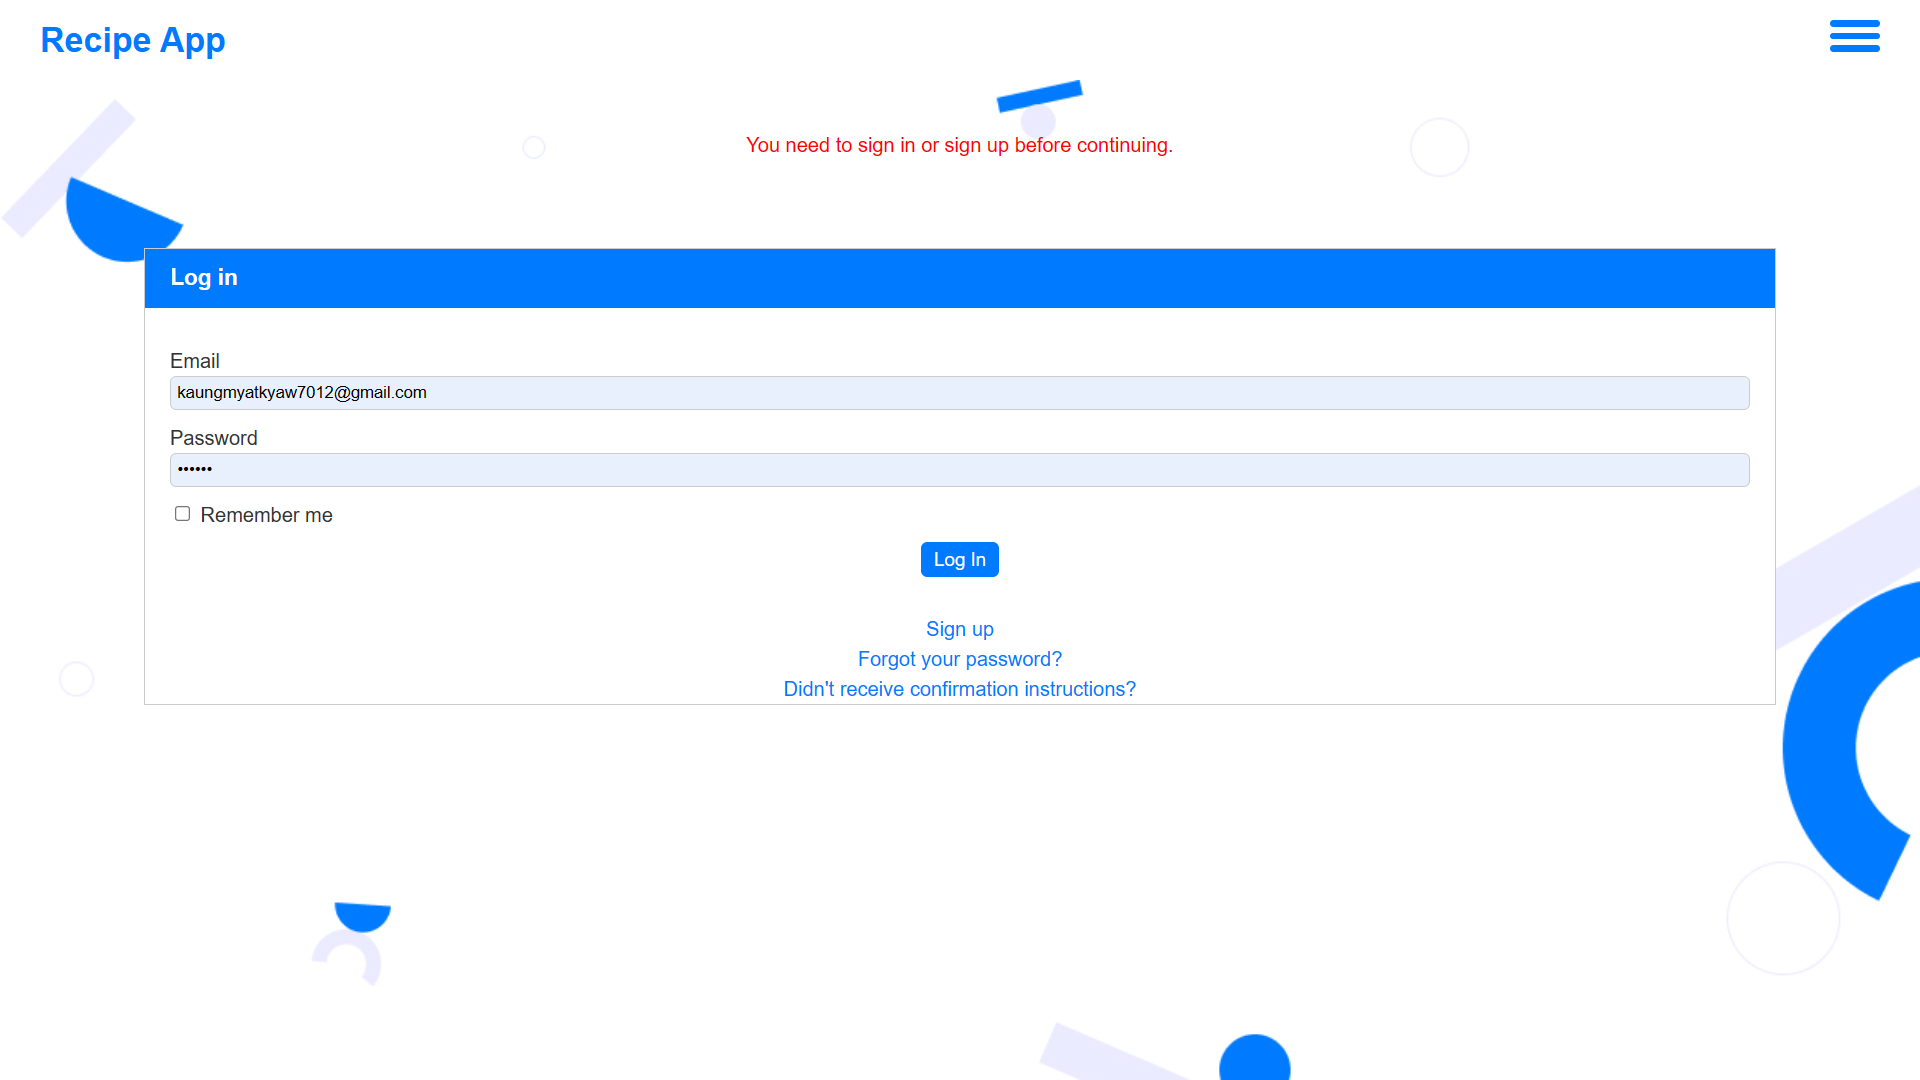 Recipe App
You need to sign in or sign up before continuing.
Log in
Email
kaungmyatkyaw7012@gmail.com
Password
••••••
Remember me
Log In
Sign up
Forgot your password?
Didn't receive confirmation instructions?